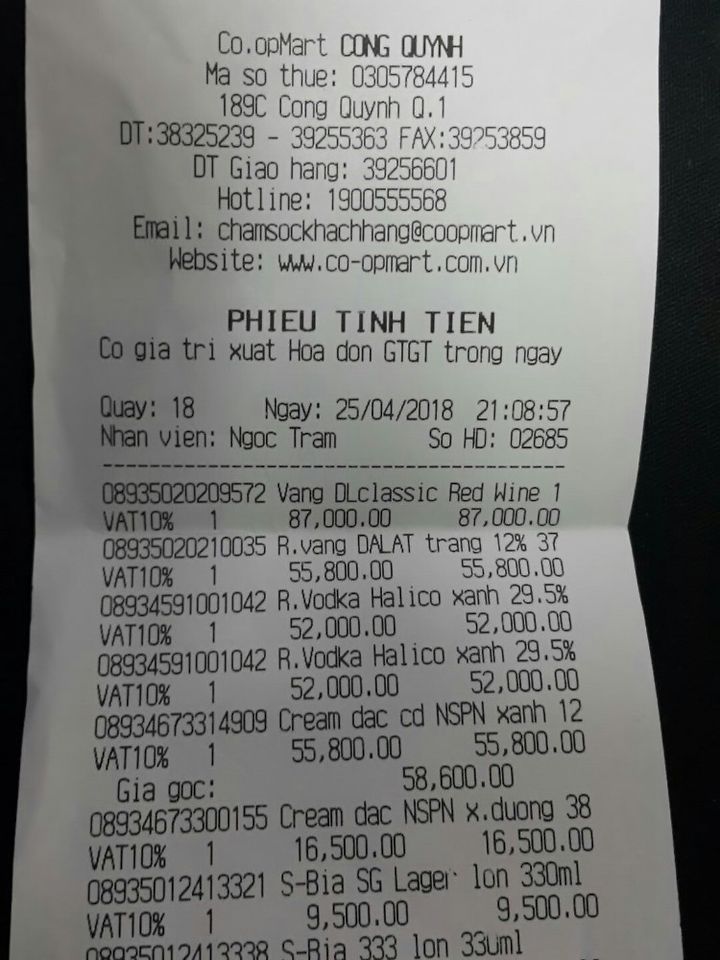 Co.opMart CONG QUYNH
Ma so thue: 0305784415
189C Cong Quynh Q.1
DT:38325239 - 39255363 FAX:39253859
DT Giao hang: 39256601
Hotline: 1900555568
Email: chamsockhachhang@coopmart.vn
Website: www.co-opmart.com.vn
PHIEU TINH TIEN
Co gia tri xuat Hoa don GTGT trong ngay
Quay: 18 Ngay: 25/04/2018 21:08:57
Nhan vien: Ngoc Tram So HD: 02685
--------------------------------------------
08935020209572 Vang DLclassic Red Wine 1
VAT10% 1 87,000.00 87,000.00
08935020210035 R.vang DALAT trang 12% 37
VAT10% 1 55,800.00 55,800.00
08934591001042 R.Vodka Halico xanh 29.5%
VAT10% 1 52,000.00 52,000.00
08934591001042 R.Vodka Halico xanh 29.5%
VAT10% 1 52,000.00 52,000.00
08934673314909 Cream dac cd NSPN xanh 12
VAT10% 1 55,800.00 55,800.00
Gia goc: 58,600.00
08934673300155 Cream dac NSPN x.duong 38
VAT10% 1 16,500.00 16,500.00
08935012413321 S-Bia SG Lager lon 330ml
VAT10% 1 9,500.00 9,500.00
08935012413338 S-Bia 333 lon 330ml